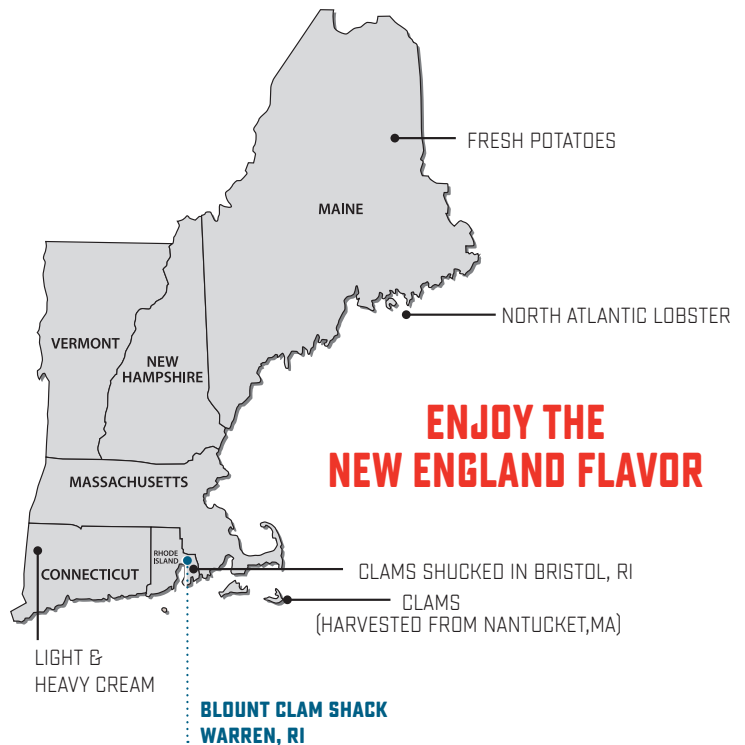 FRESH POTATOES
MAINE
NORTH ATLANTIC LOBSTER
VERMONT
NEW
HAMPSHIRE
ENJOY THE
NEW ENGLAND FLAVOR
MASSACHUSETTS
RHODE
ISLAND
CONNECTICUT
CLAMS SHUCKED IN BRISTOL, RI
CLAMS
(HARVESTED FROM NANTUCKET,MA)
LIGHT &
HEAVY CREAM
BLOUNT CLAM SHACK
WARREN, RI